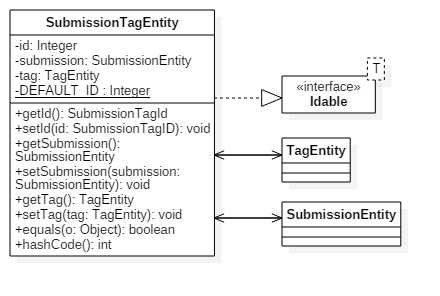 SubmissionTagEntity
-id: Integer
-submission: SubmissionEntity
-tag: TagEntity
-DEFAULT_ID : Integer
+getId(): SubmissionTagId
+setId(id: SubmissionTagID): void
+getSubmission():
SubmissionEntity
+setSubmission(submission:
SubmissionEntity): void
+getTag(): TagEntity
+setTag(tag: TagEntity): void
+equals(o: Object): boolean
+hashCode(): int
T
«interface»
Idable
TagEntity
SubmissionEntity